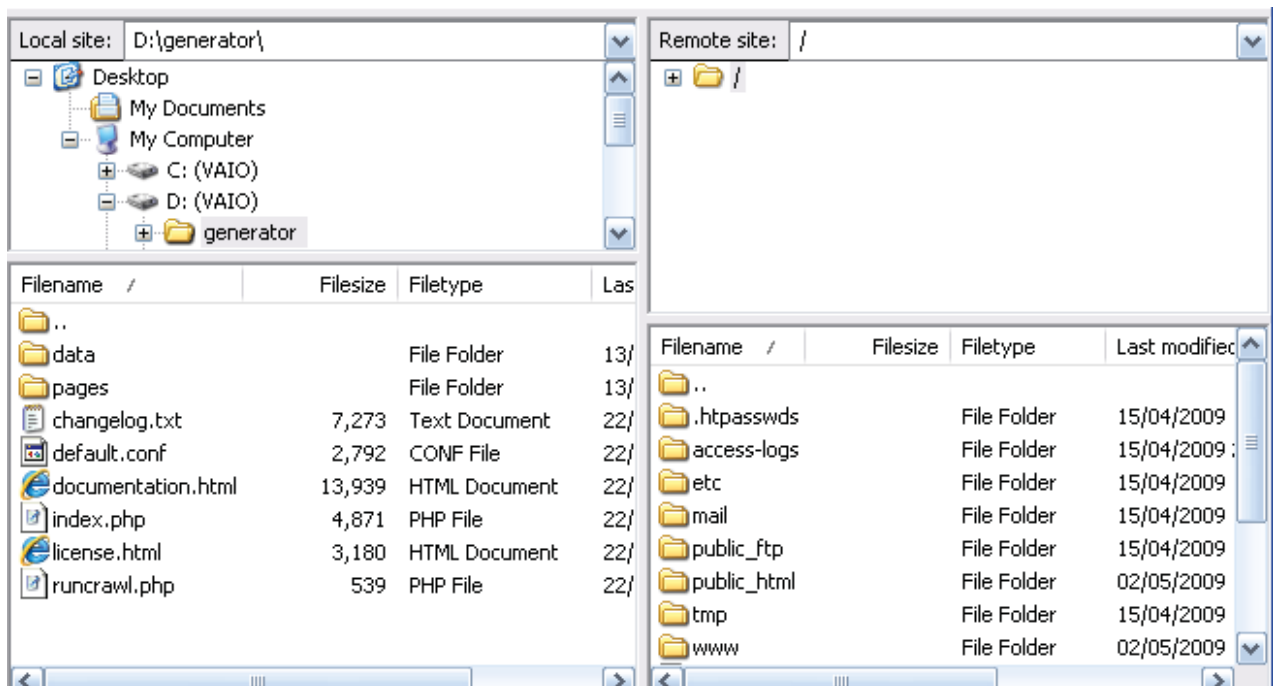 Local site: D:\generator\
Desktop
My Documents
My Computer
C: (VAIO)
D: (VAIO)
generator
Filename / Filesize Filetype Las
..
data File Folder 13/
pages File Folder 13/
changelog.txt 7,273 Text Document 22/
default.conf 2,792 CONF File 22/
documentation.html 13,939 HTML Document 22/
index.php 4,871 PHP File 22/
license.html 3,180 HTML Document 22/
runcrawl.php 539 PHP File 22/
Remote site: /
/
Filename / Filesize Filetype Last modified
..
.htpasswds File Folder 15/04/2009
access-logs File Folder 15/04/2009
etc File Folder 15/04/2009
mail File Folder 15/04/2009
public_ftp File Folder 15/04/2009
public_html File Folder 02/05/2009
tmp File Folder 15/04/2009
www File Folder 02/05/2009